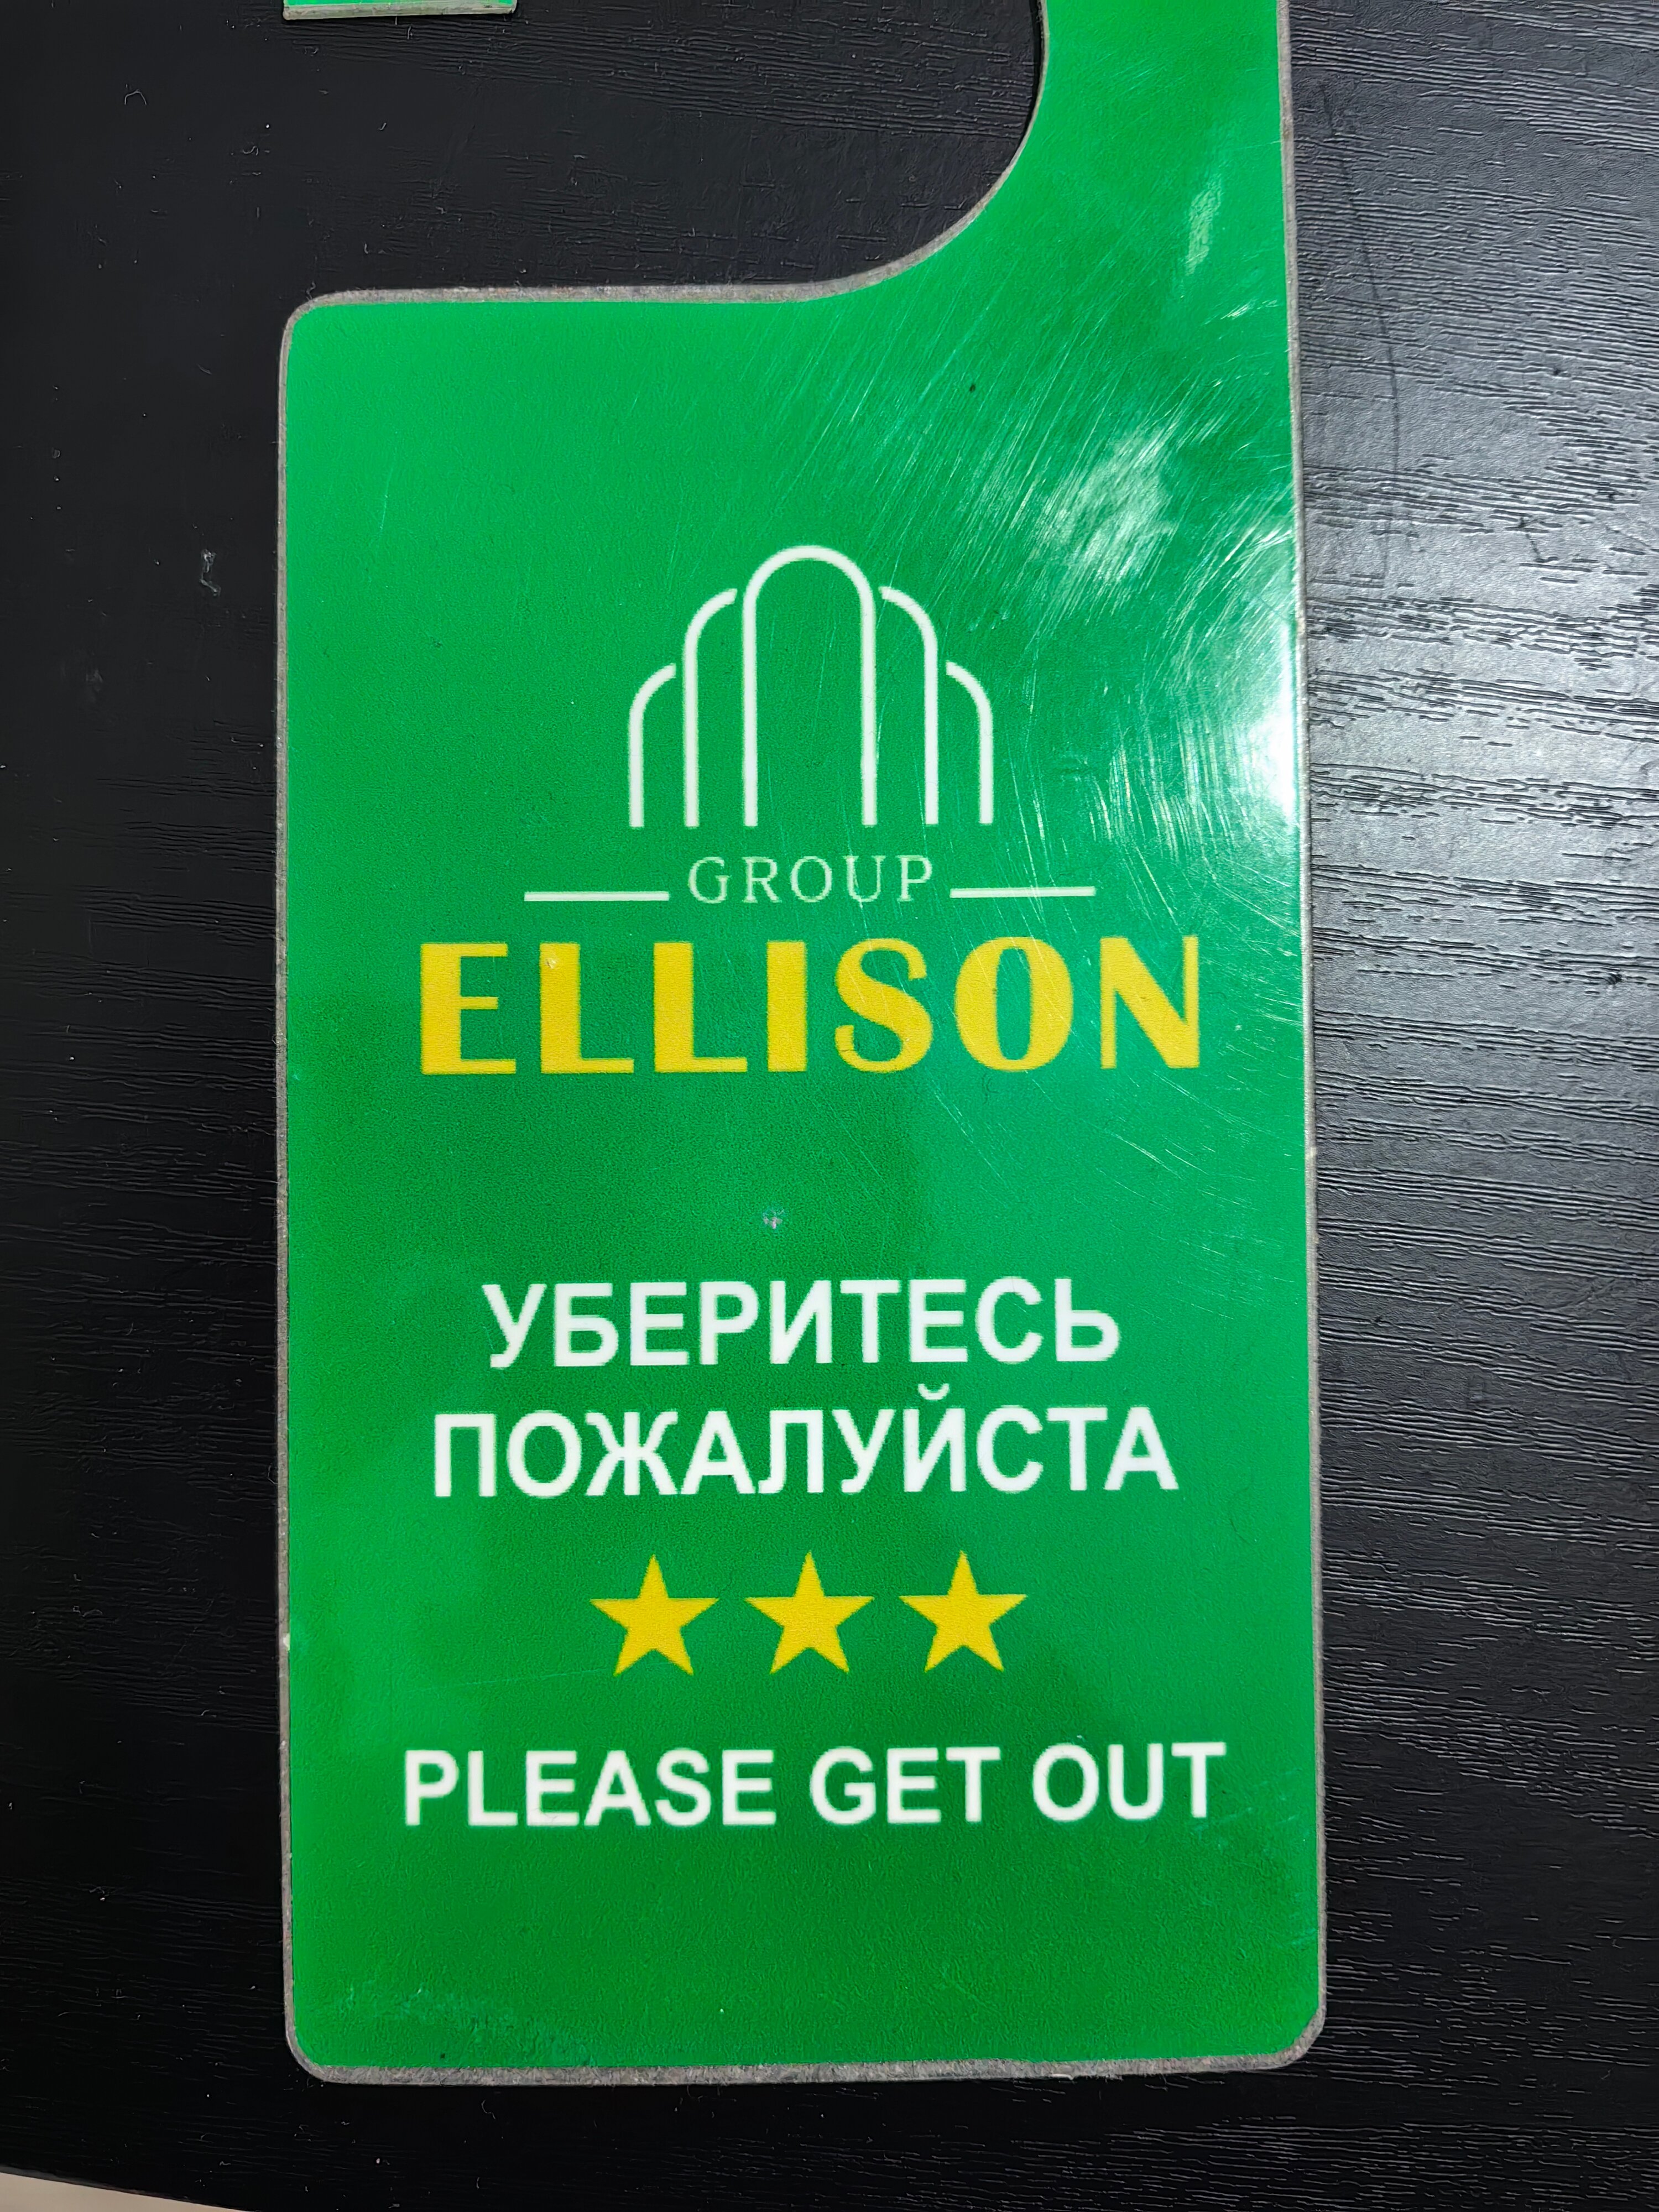 GROUP
ELLISON
УБЕРИТЕСЬ
ПОЖАЛУЙСТА
PLEASE GET OUT